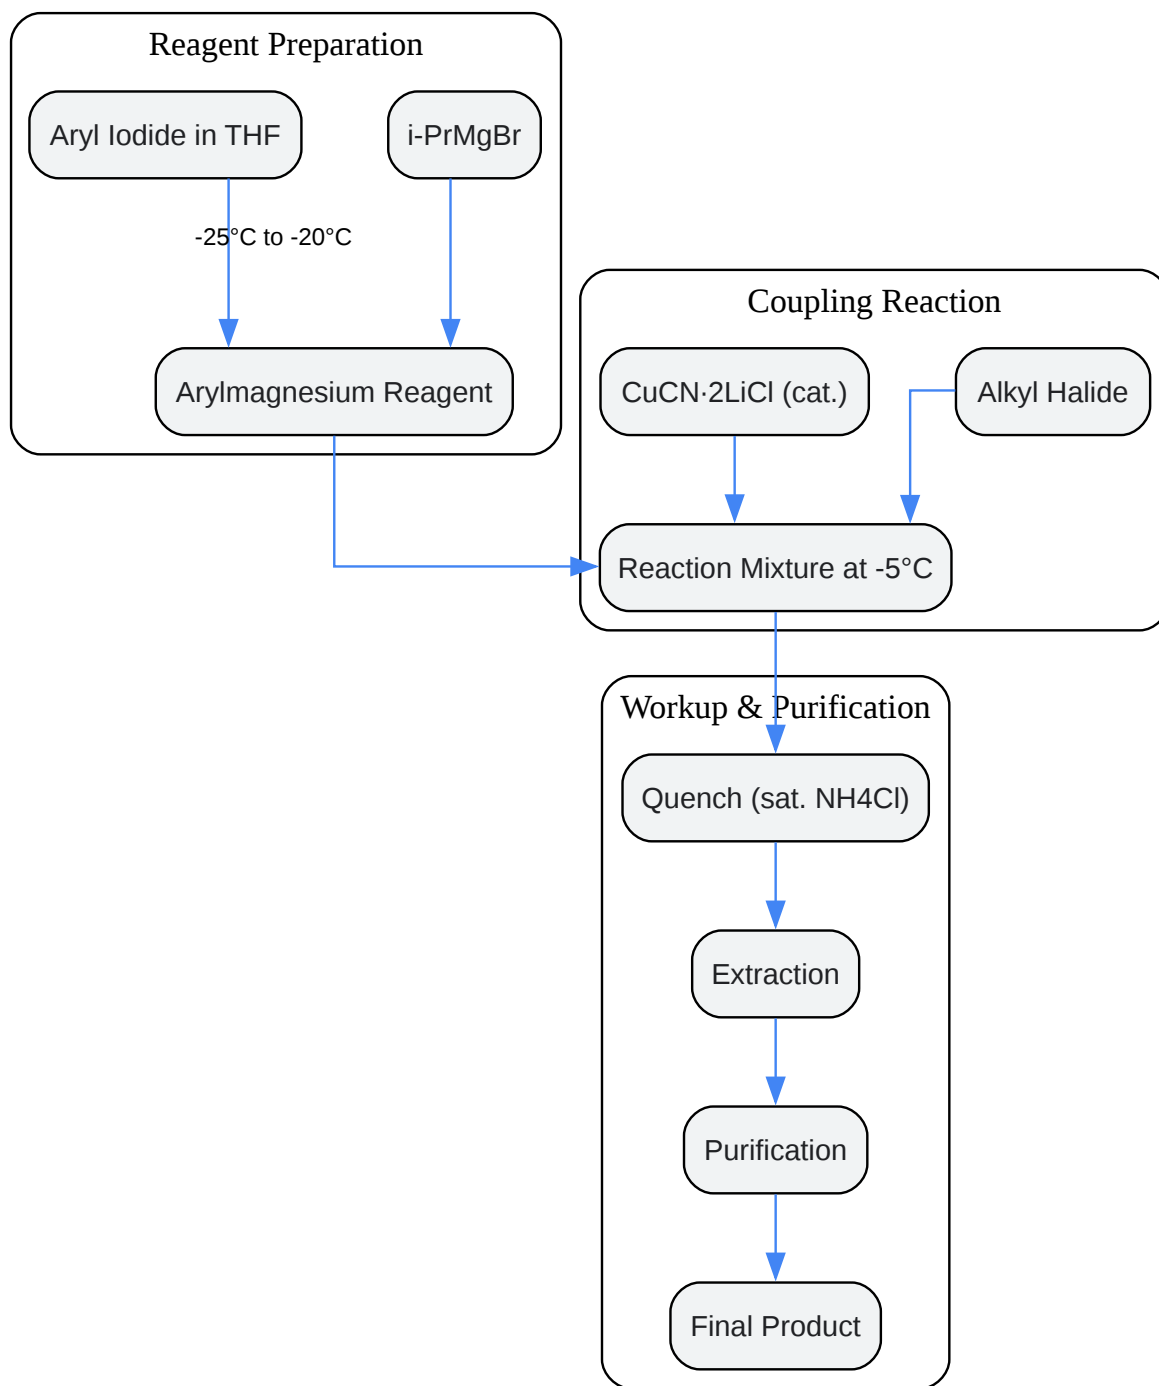 Reagent Preparation
Aryl Iodide in THF
i-PrMgBr
-25°C to -20°C
Arylmagnesium Reagent
Coupling Reaction
CuCN·2LiCl (cat.)
Alkyl Halide
Reaction Mixture at -5°C
Workup & Purification
Quench (sat. NH4Cl)
Extraction
Purification
Final Product